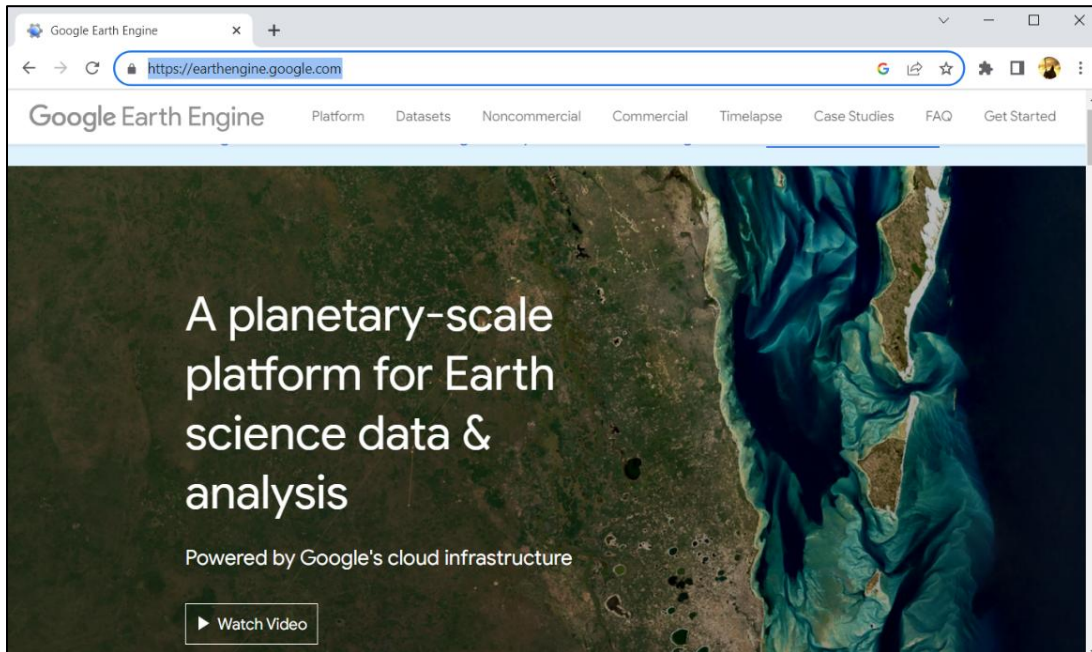 Google Earth Engine
https://earthengine.google.com
Google Earth Engine Platform Datasets Noncommercial Commercial Timelapse Case Studies FAQ Get Started
A planetary-scale
platform for Earth
science data &
analysis
Powered by Google's cloud infrastructure
Watch Video